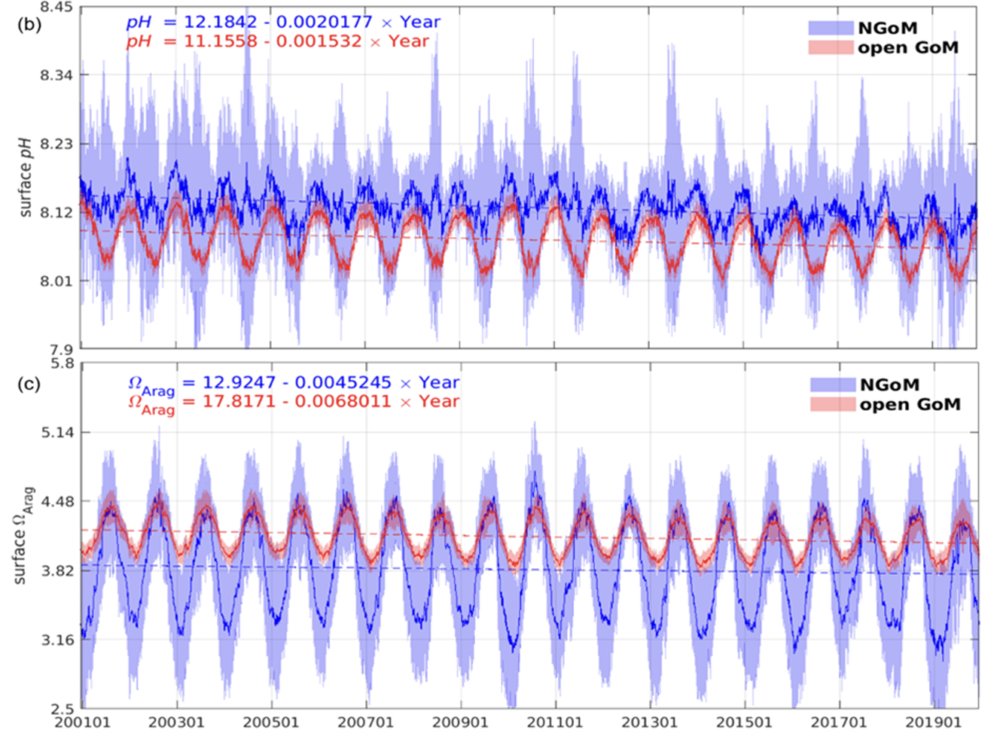 (b)
8.45
8.34
8.23
8.12
8.01
7.9
surface pH
pH = 12.1842 - 0.0020177 × Year
pH = 11.1558 - 0.001532 × Year
NGoM
open GoM
(c)
5.8
5.14
4.48
3.82
3.16
2.5
surface ΩArag
ΩArag = 12.9247 - 0.0045245 × Year
ΩArag = 17.8171 - 0.0068011 × Year
NGoM
open GoM
200101 200301 200501 200701 200901 201101 201301 201501 201701 201901